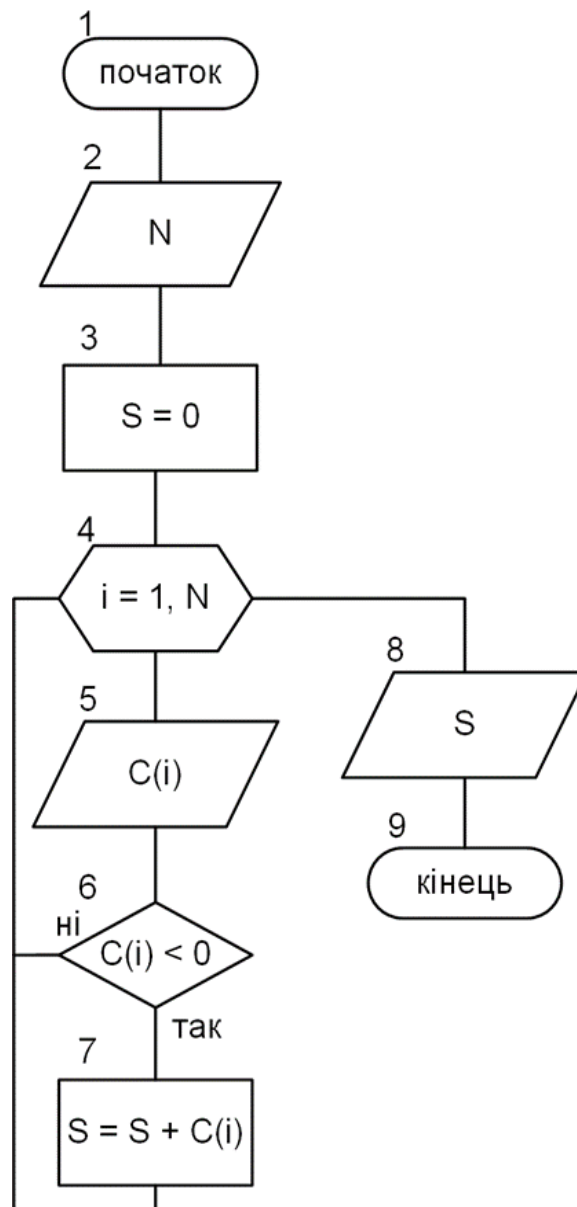 1
початок
2
N
3
S = 0
4
i = 1, N
5
C(i)
6
ні
C(i) < 0
так
7
S = S + C(i)
8
S
9
кінець